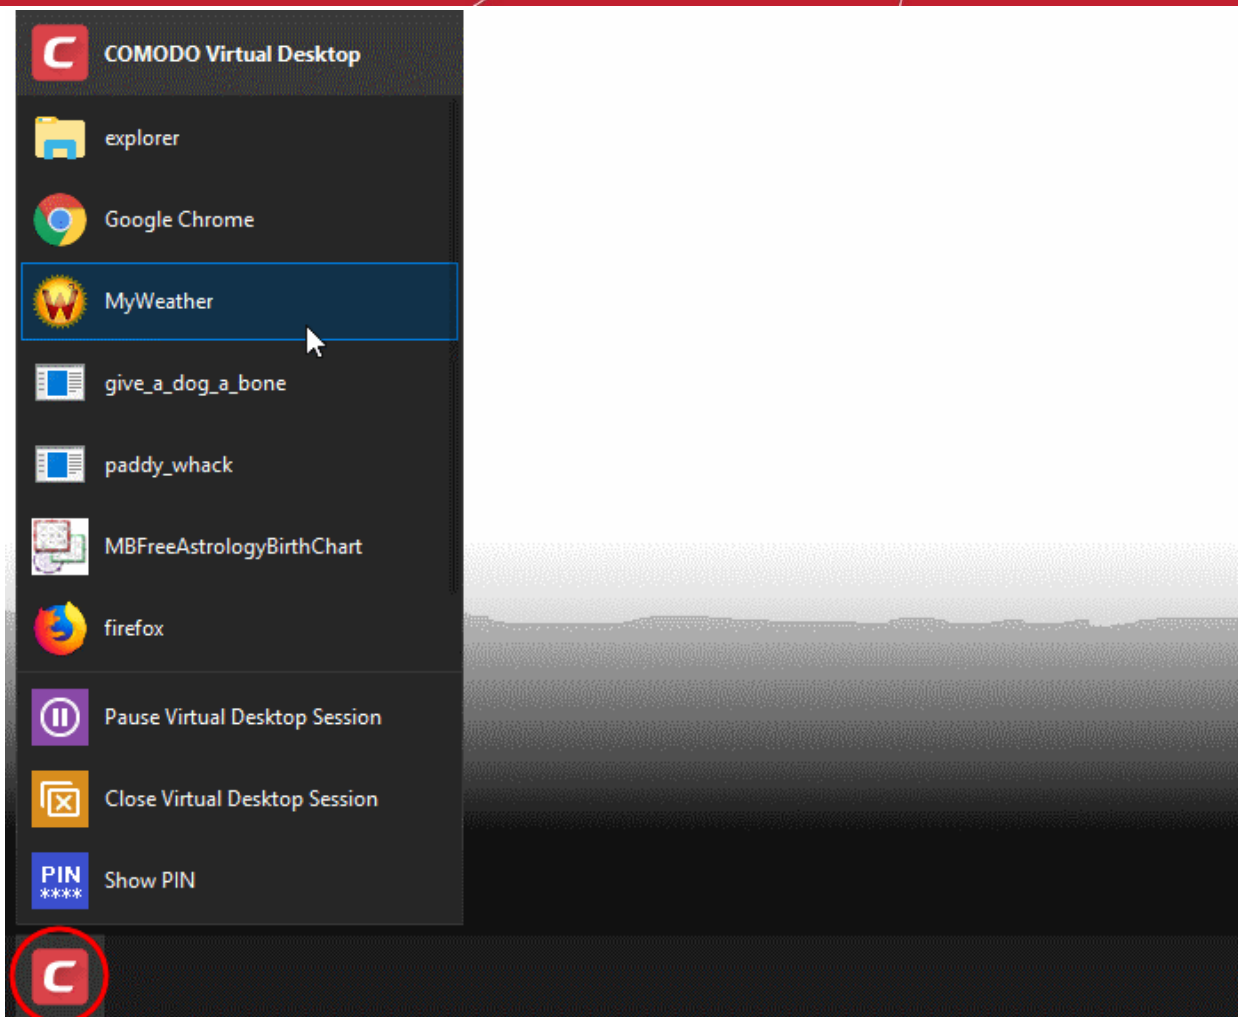 COMODO Virtual Desktop
explorer
Google Chrome
MyWeather
give_a_dog_a_bone
paddy_whack
MBFreeAstrologyBirthChart
firefox
Pause Virtual Desktop Session
Close Virtual Desktop Session
PIN
****
Show PIN